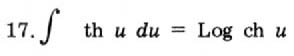 17. ∫ th u du = Log ch u